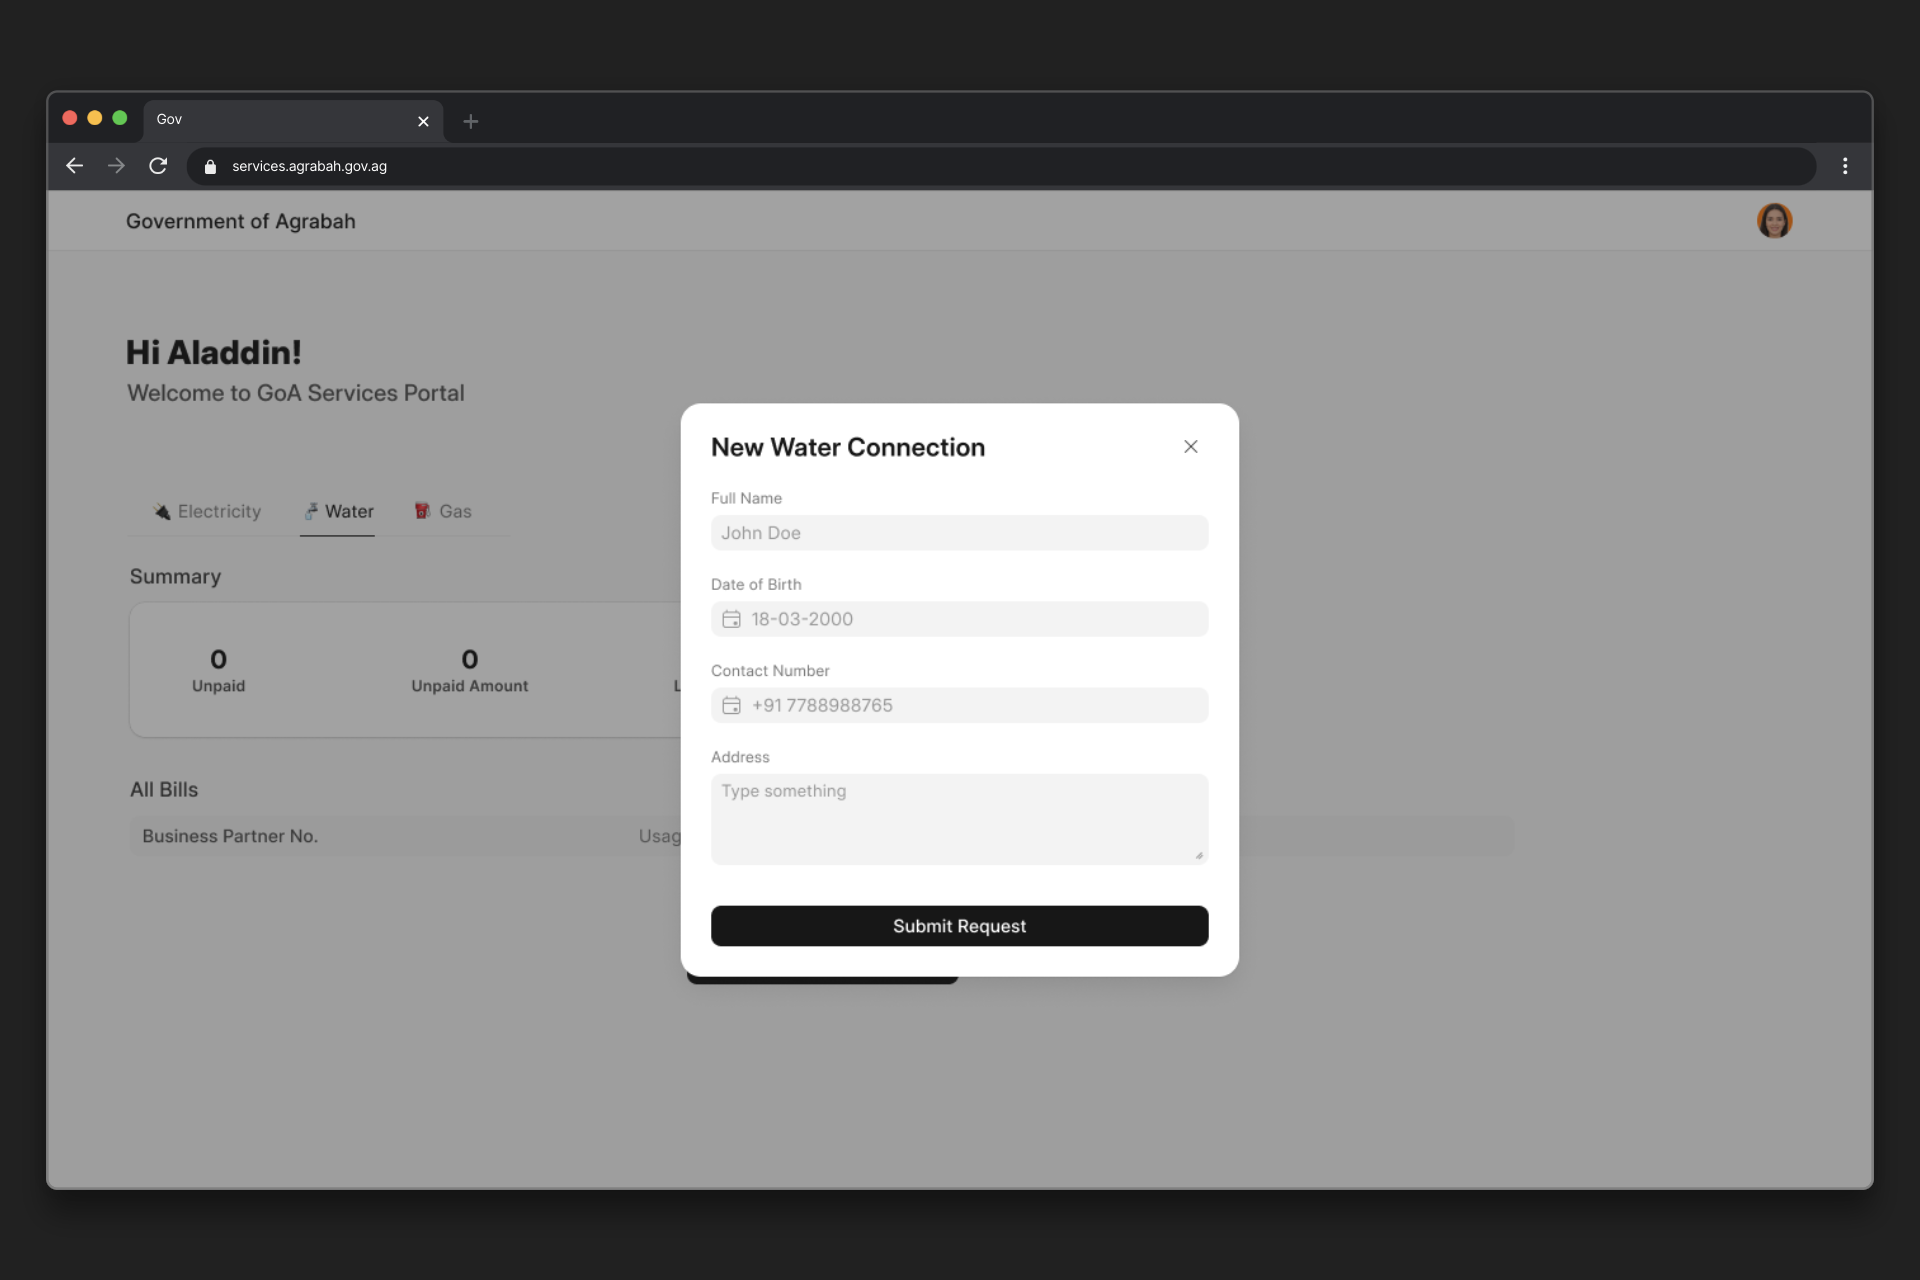 Gov
services.agrabah.gov.ag
Government of Agrabah
Hi Aladdin!
Welcome to GoA Services Portal
Electricity
Water
Gas
Summary
0
Unpaid
0
Unpaid Amount
All Bills
Business Partner No.
New Water Connection
Full Name
John Doe
Date of Birth
18-03-2000
Contact Number
+91 7788988765
Address
Type something
Submit Request